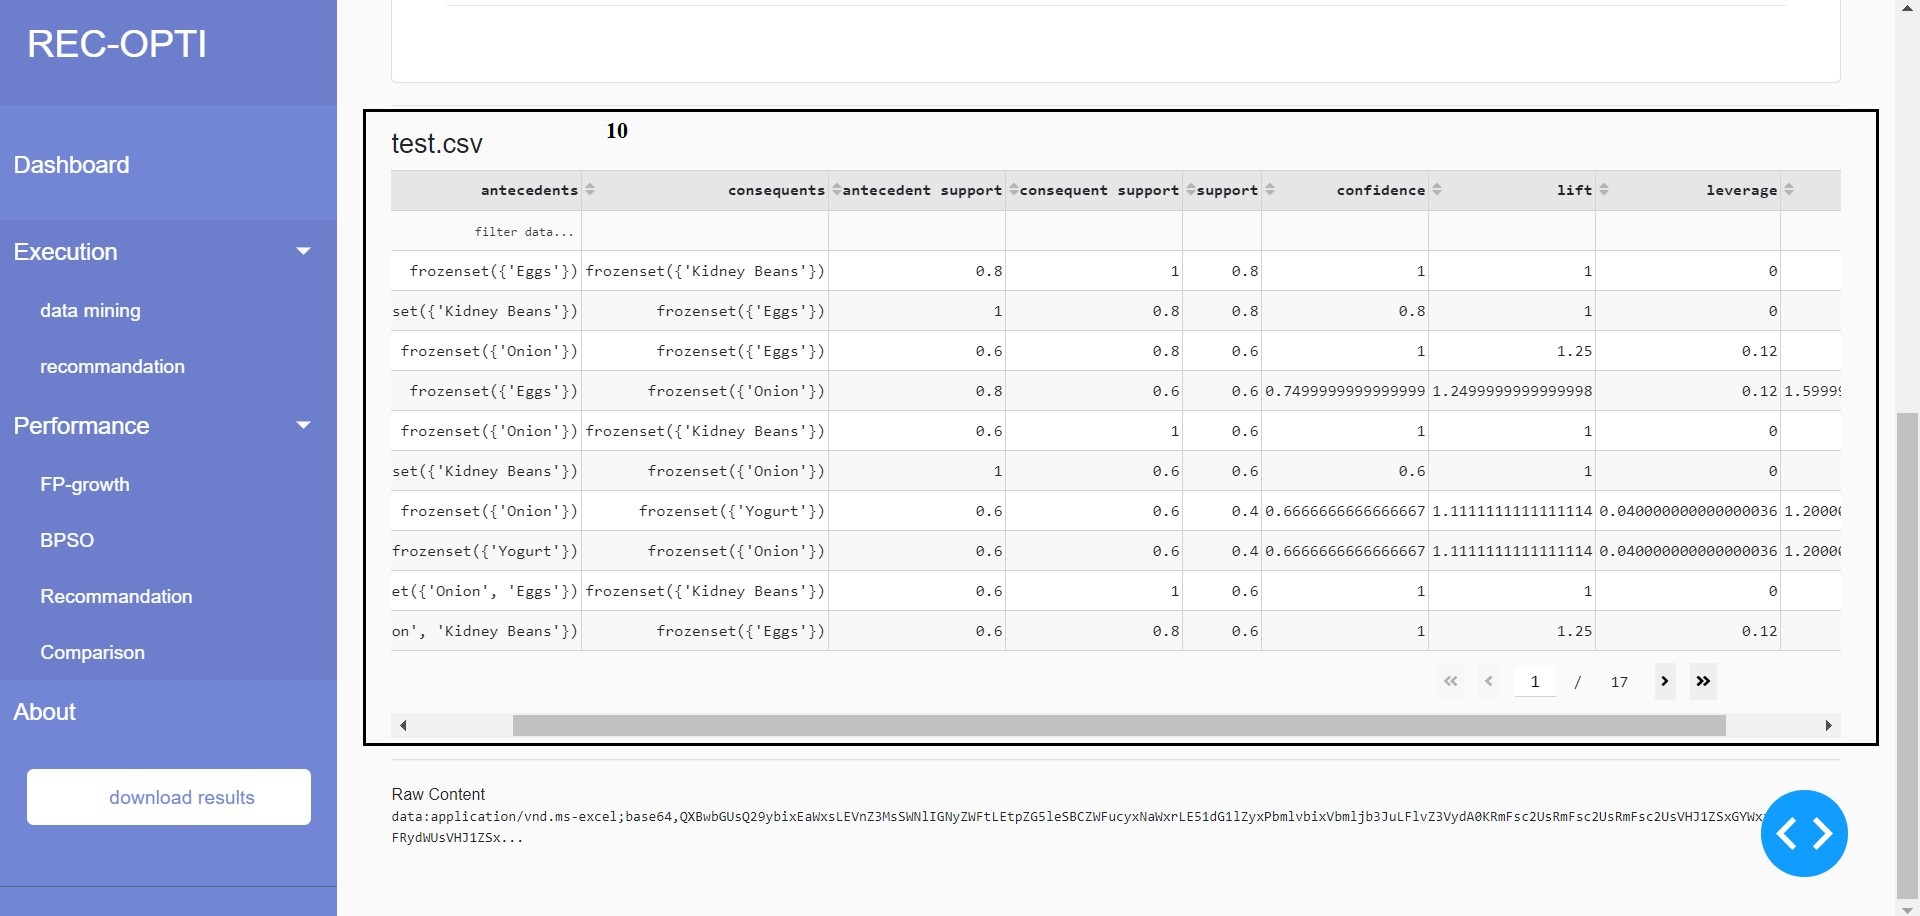 REC-OPTI
Dashboard
Execution
data mining
recommandation
Performance
FP-growth
BPSO
Recommandation
Comparison
About
download results
10
test.csv
antecedents consequents antecedent support consequent support support confidence lift leverage
filter data...
frozenset({'Eggs'}) frozenset({'Kidney Beans'}) 0.8 1 0.8 1 1 0
set({'Kidney Beans'}) frozenset({'Eggs'}) 1 0.8 0.8 0.8 1 0
frozenset({'Onion'}) frozenset({'Eggs'}) 0.6 0.8 0.6 1 1.25 0.12
frozenset({'Eggs'}) frozenset({'Onion'}) 0.8 0.6 0.6 0.7499999999999999 1.2499999999999998 0.12 1.59999
frozenset({'Onion'}) frozenset({'Kidney Beans'}) 0.6 1 0.6 1 1 0
set({'Kidney Beans'}) frozenset({'Onion'}) 1 0.6 0.6 0.6 1 0
frozenset({'Onion'}) frozenset({'Yogurt'}) 0.6 0.6 0.4 0.6666666666666667 1.1111111111111114 0.040000000000000036 1.20000
frozenset({'Yogurt'}) frozenset({'Onion'}) 0.6 0.6 0.4 0.6666666666666667 1.1111111111111114 0.040000000000000036 1.20000
et({'Onion', 'Eggs'}) frozenset({'Kidney Beans'}) 0.6 1 0.6 1 1 0
on', 'Kidney Beans'}) frozenset({'Eggs'}) 0.6 0.8 0.6 1 1.25 0.12
1 / 17
Raw Content
data:application/vnd.ms-excel;base64,QXBwbGUsQ29ybixEaWxsLEVnZ3MsSWNlIGNyZWFtLEtpZG5leSBCZWFucyxNaWxrLE51dG1lZyxPbmlvbixVbmljb3JuLFlvZ3VydA0KRmFsc2UsRmFsc2UsRmFsc2UsVHJ1ZSxGYWx
FRydWUsVHJ1ZSx...